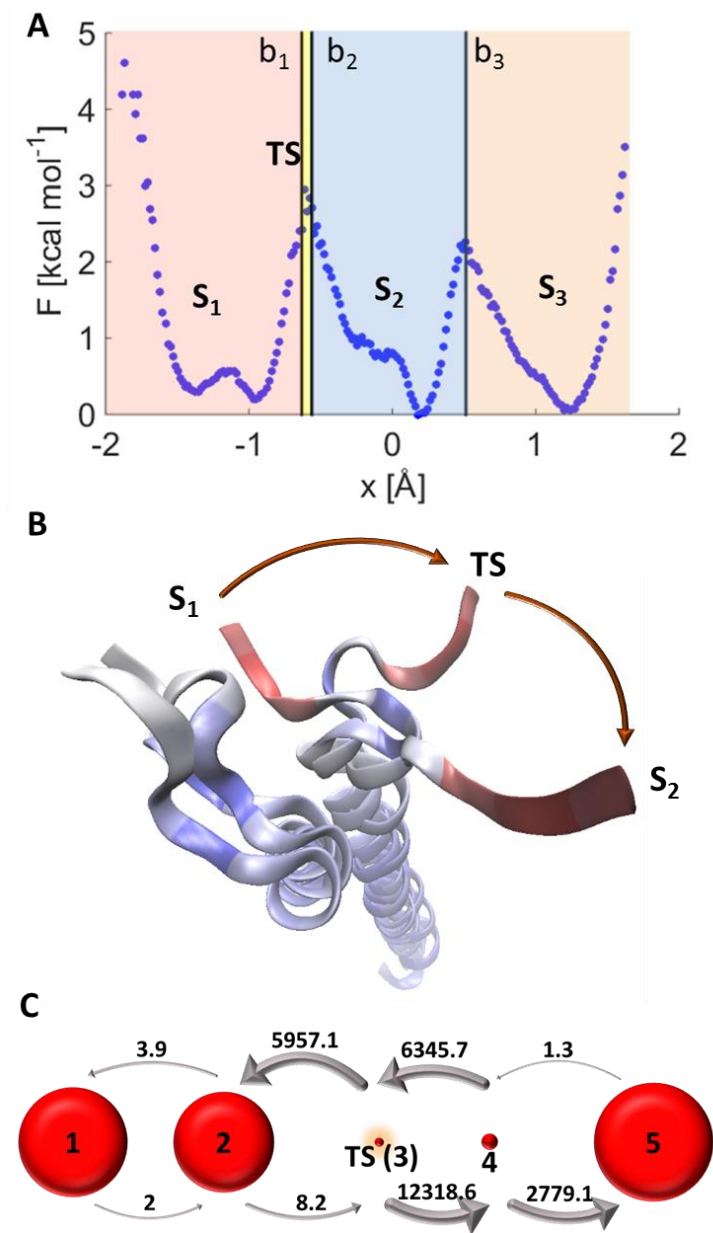 A
5
4
3
2
1
0
F [kcal mol⁻¹]
b₁ b₂ b₃
TS
S₁ S₂ S₃
-2 -1 0 1 2
x [Å]
B
S₁ TS
S₂
C
3.9 5957.1 6345.7 1.3
1 2 TS (3) 4 5
2 8.2 12318.6 2779.1